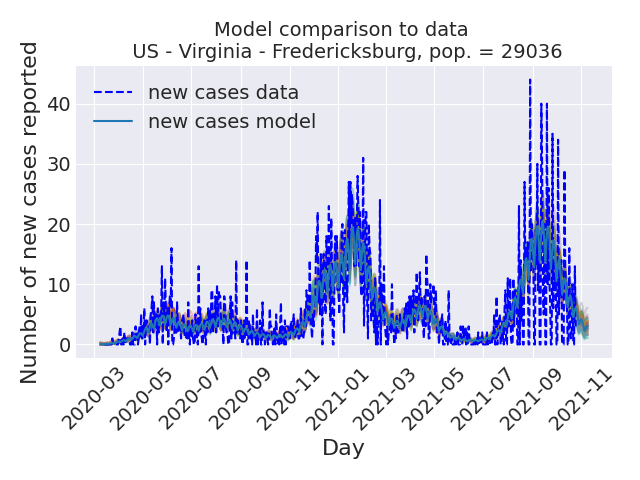 Model comparison to data
US - Virginia - Fredericksburg, pop. = 29036
Number of new cases reported
40
30
20
10
0
new cases data
new cases model
2020-03
2020-05
2020-07
2020-09
2020-11
2021-01
2021-03
2021-05
2021-07
2021-09
2021-11
Day